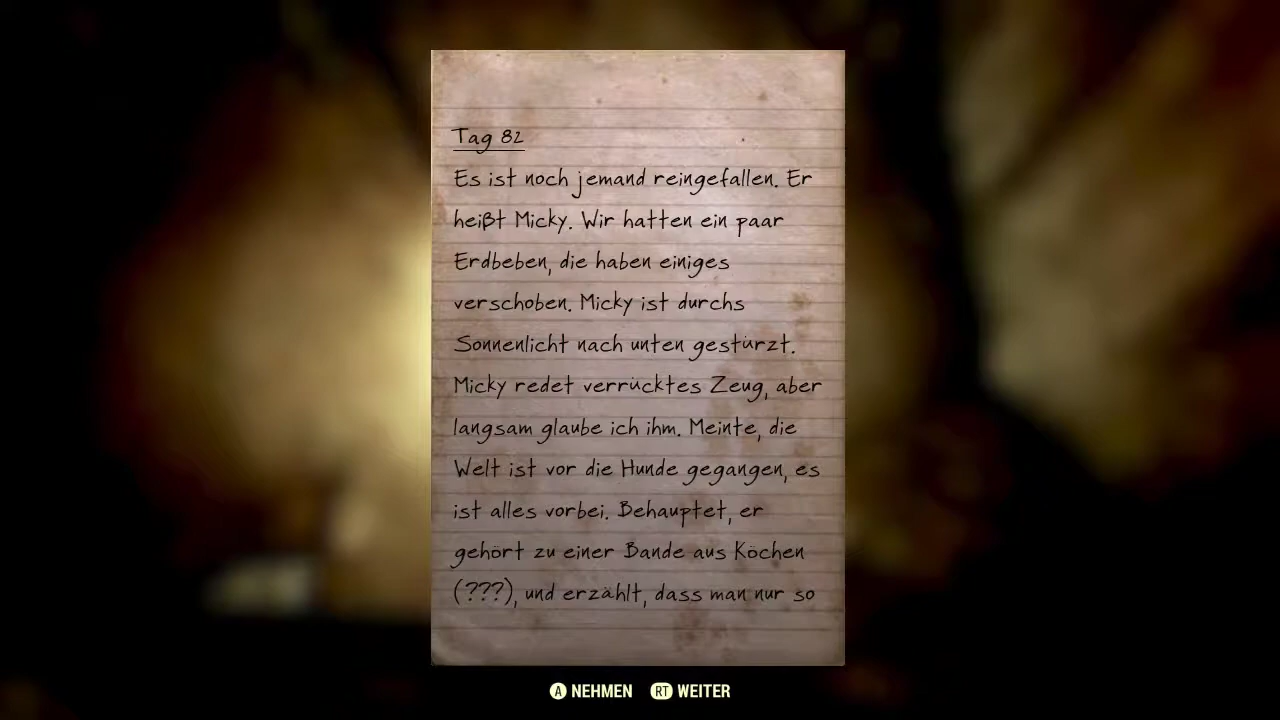 Tag 82
Es ist noch jemand reingefallen. Er
heißt Micky. Wir hatten ein paar
Erdbeben, die haben einiges
verschoben. Micky ist durchs
Sonnenlicht nach unten gestürzt.
Micky redet verrücktes Zeug, aber
langsam glaube ich ihm. Meinte, die
Welt ist vor die Hunde gegangen, es
ist alles vorbei. Behauptet, er
gehört zu einer Bande aus Köchen
(???), und erzählt, dass man nur so
A NEHMEN RT WEITER